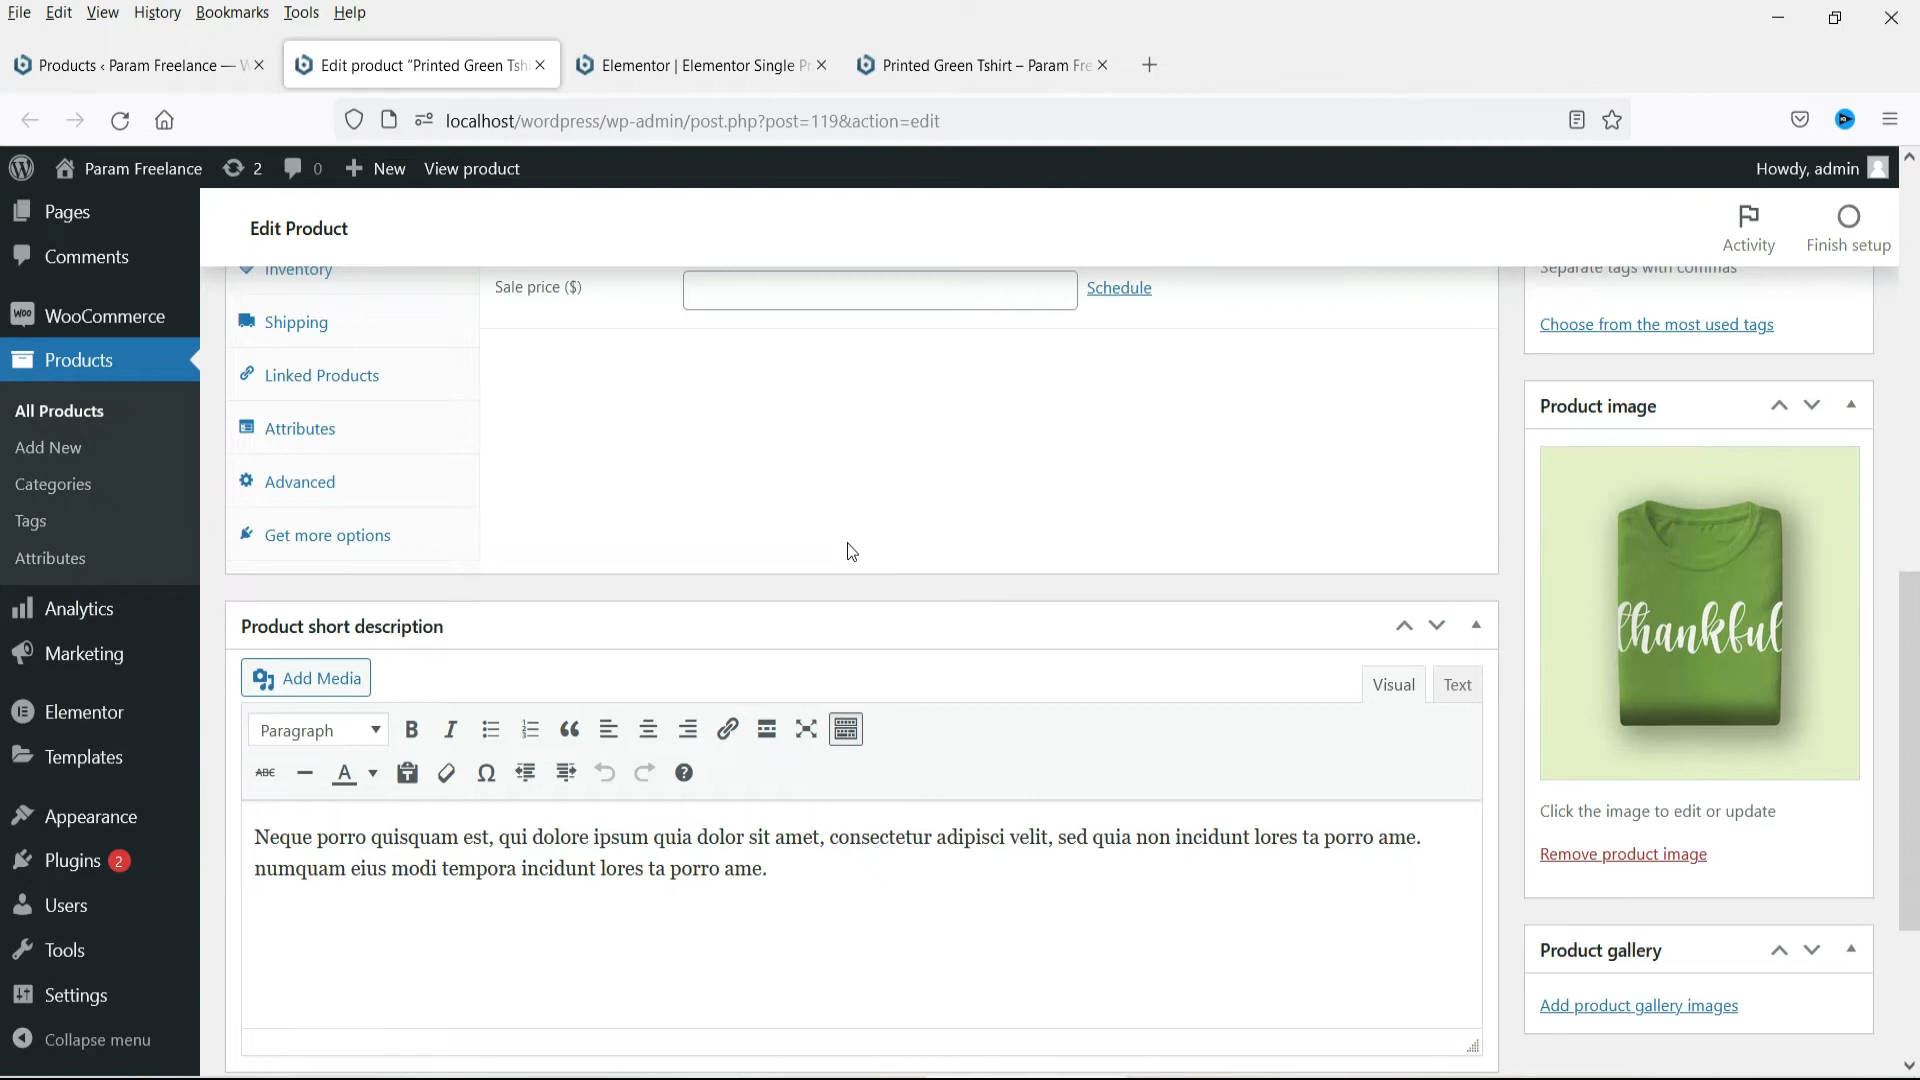 File Edit View History Bookmarks Tools Help
Products ‹ Param Freelance — W
Edit product "Printed Green Tshi
Elementor | Elementor Single Pr
Printed Green Tshirt – Param Fre
localhost/wordpress/wp-admin/post.php?post=119&action=edit
Param Freelance 2 0 New View product Howdy, admin
Edit Product
Activity
Finish setup
Pages
Comments
WooCommerce
Products
All Products
Add New
Categories
Tags
Attributes
Analytics
Marketing
Elementor
Templates
Appearance
Plugins 2
Users
Tools
Settings
Collapse menu
Inventory
Shipping
Linked Products
Attributes
Advanced
Get more options
Sale price ($)
Schedule
Product short description
Add Media
Visual Text
Paragraph
ABC
Neque porro quisquam est, qui dolore ipsum quia dolor sit amet, consectetur adipisci velit, sed quia non incidunt lores ta porro ame.
numquam eius modi tempora incidunt lores ta porro ame.
Separate tags with commas
Choose from the most used tags
Product image
thankful
Click the image to edit or update
Remove product image
Product gallery
Add product gallery images